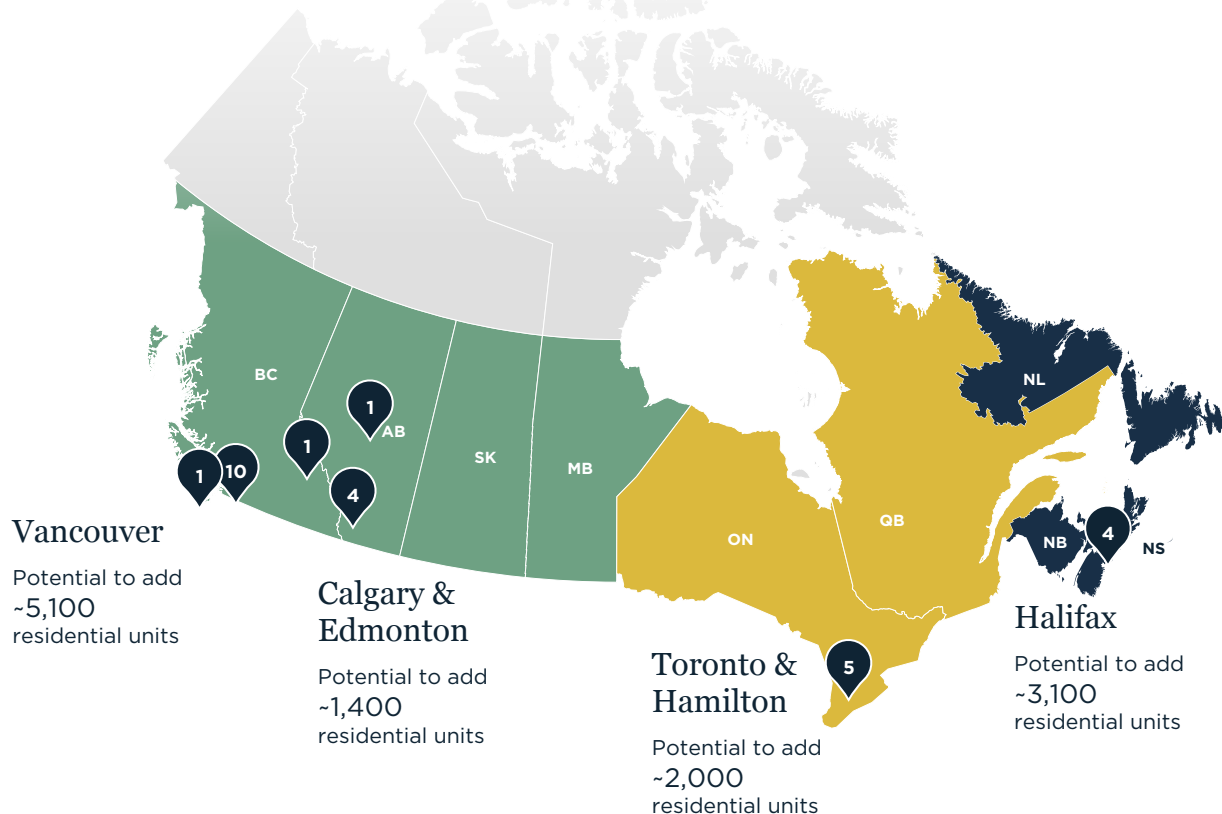 BC
AB
SK
MB
ON
QB
NL
NB
NS
1
10
1
1
4
5
4
Vancouver
Potential to add
~5,100
residential units
Calgary &
Edmonton
Potential to add
~1,400
residential units
Toronto &
Hamilton
Potential to add
~2,000
residential units
Halifax
Potential to add
~3,100
residential units